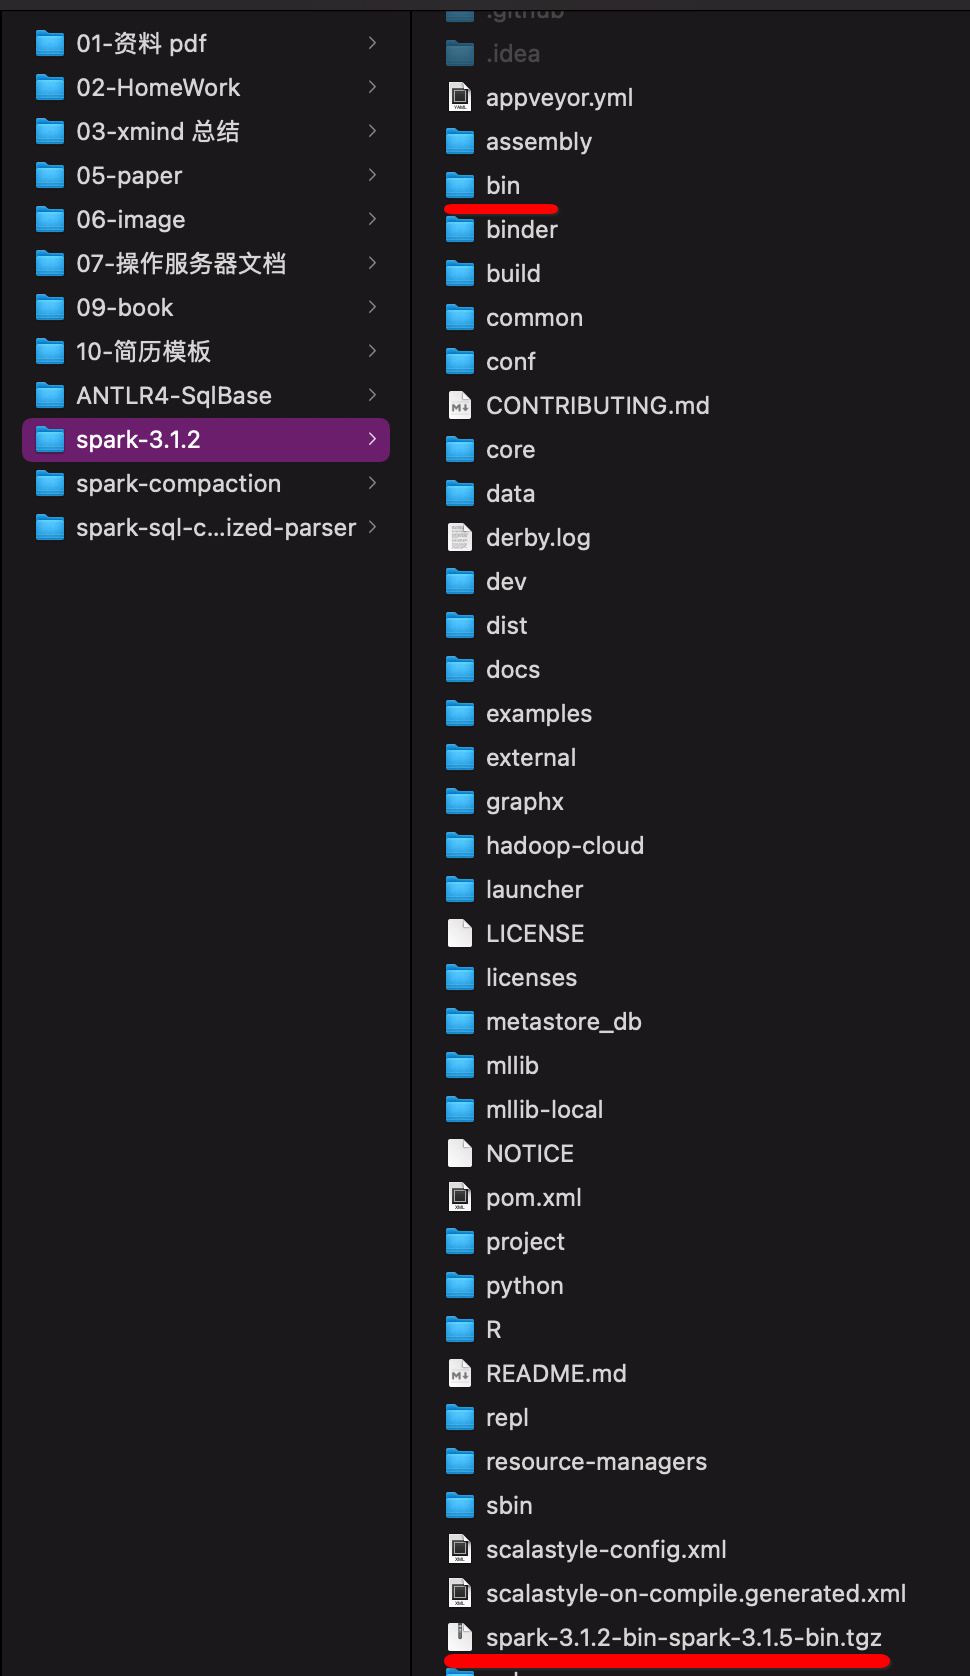 01-资料 pdf
02-HomeWork
03-xmind 总结
05-paper
06-image
07-操作服务器文档
09-book
10-简历模板
ANTLR4-SqlBase
spark-3.1.2
spark-compaction
spark-sql-c...ized-parser
.github
.idea
appveyor.yml
assembly
bin
binder
build
common
conf
CONTRIBUTING.md
core
data
derby.log
dev
dist
docs
examples
external
graphx
hadoop-cloud
launcher
LICENSE
licenses
metastore_db
mllib
mllib-local
NOTICE
pom.xml
project
python
R
README.md
repl
resource-managers
sbin
scalastyle-config.xml
scalastyle-on-compile.generated.xml
spark-3.1.2-bin-spark-3.1.5-bin.tgz